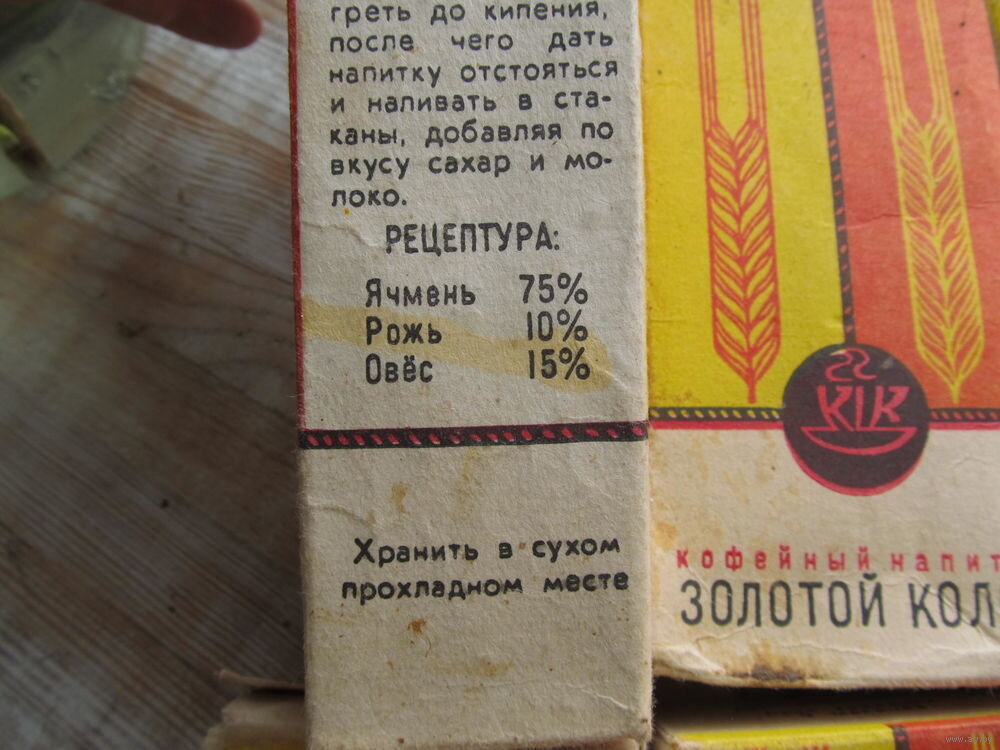 греть до кипения,
после чего дать
напитку отстояться
и наливать в ста-
каны, добавляя по
вкусу сахар и мо-
локо.
РЕЦЕПТУРА:
Ячмень 75%
Рожь 10%
Овёс 15%
Хранить в сухом
прохладном месте
KIK
кофейный напит
ЗОЛОТОЙ КОЛ